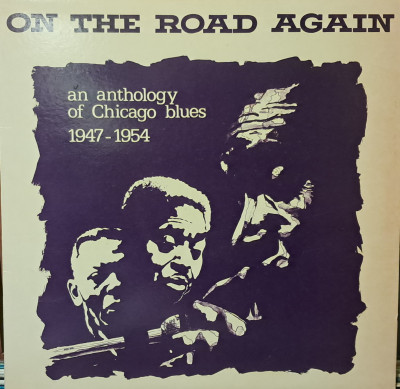 ON THE ROAD AGAIN
an anthology
of Chicago blues
1947-1954